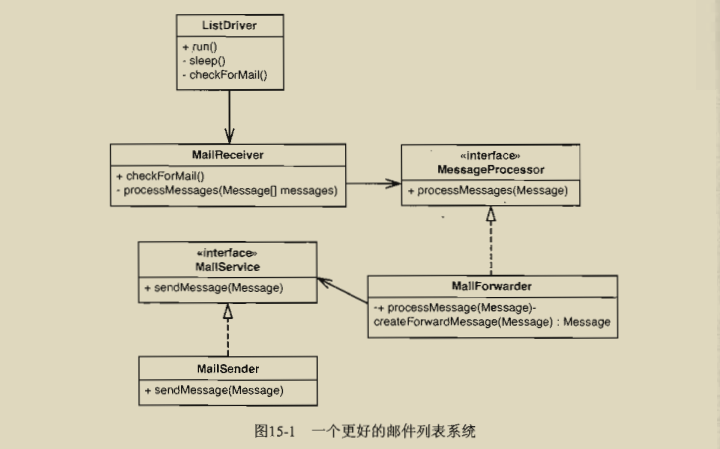 ListDriver
+ run()
- sleep()
- checkForMail()
MailReceiver
+ checkForMail()
- processMessages(Message[] messages)
«interface»
MessageProcessor
+ processMessages(Message)
«interface»
MailService
+ sendMessage(Message)
MailForwarder
-+ processMessage(Message)-
createForwardMessage(Message) : Message
MailSender
+ sendMessage(Message)
图15-1 一个更好的邮件列表系统